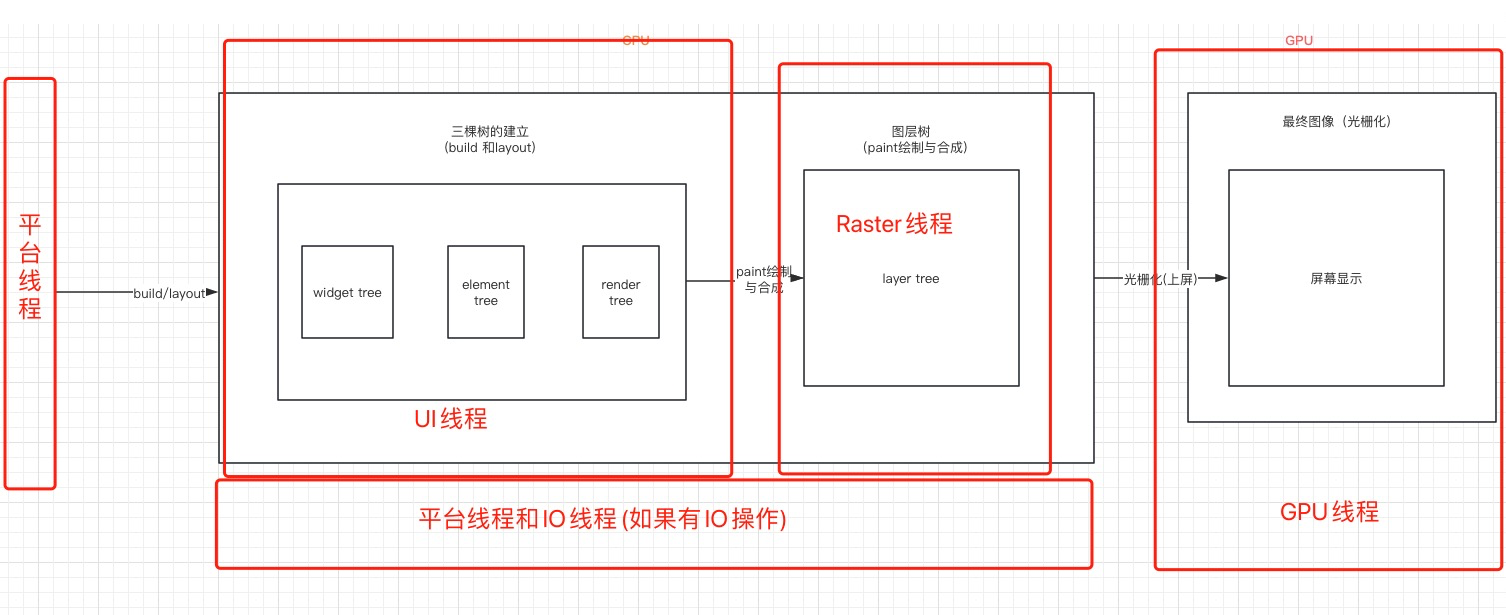 CPU
GPU
平
台
线
程
build/layout
三棵树的建立
(build 和layout)
widget tree
element
tree
render
tree
UI线程
paint绘制
与合成
图层树
(paint绘制与合成)
Raster线程
layer tree
光栅化(上屏)
最终图像（光栅化）
屏幕显示
平台线程和IO线程(如果有IO操作)
GPU线程